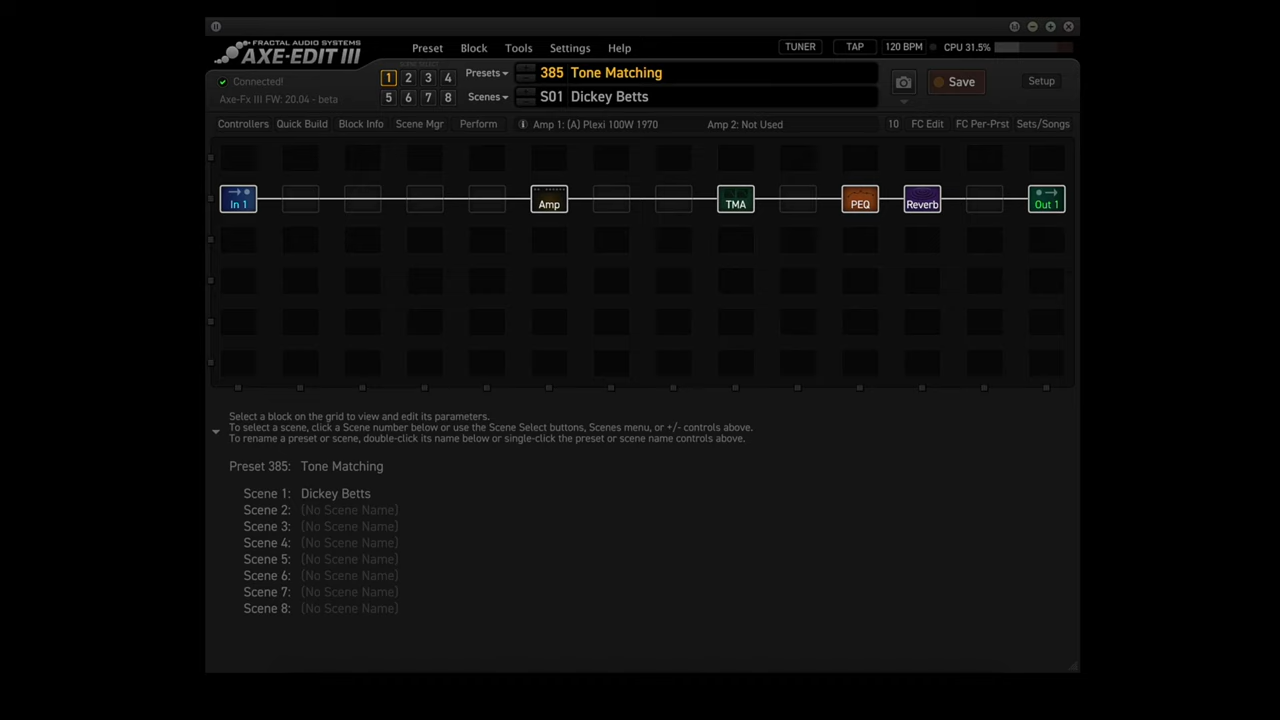 FRACTAL AUDIO SYSTEMS
AXE-EDIT III
Preset Block Tools Settings Help
TUNER TAP 120 BPM CPU 31.5%
Connected!
Axe-Fx III FW: 20.04 - beta
SCENE SELECT
1 2 3 4
5 6 7 8
Presets 385 Tone Matching
Scenes S01 Dickey Betts
Save
Setup
Controllers Quick Build Block Info Scene Mgr Perform Amp 1: (A) Plexi 100W 1970 Amp 2: Not Used 10 FC Edit FC Per-Prst Sets/Songs
In 1 Amp TMA PEQ Reverb Out 1
Select a block on the grid to view and edit its parameters.
To select a scene, click a Scene number below or use the Scene Select buttons, Scenes menu, or +/- controls above.
To rename a preset or scene, double-click its name below or single-click the preset or scene name controls above.
Preset 385: Tone Matching
Scene 1: Dickey Betts
Scene 2: (No Scene Name)
Scene 3: (No Scene Name)
Scene 4: (No Scene Name)
Scene 5: (No Scene Name)
Scene 6: (No Scene Name)
Scene 7: (No Scene Name)
Scene 8: (No Scene Name)